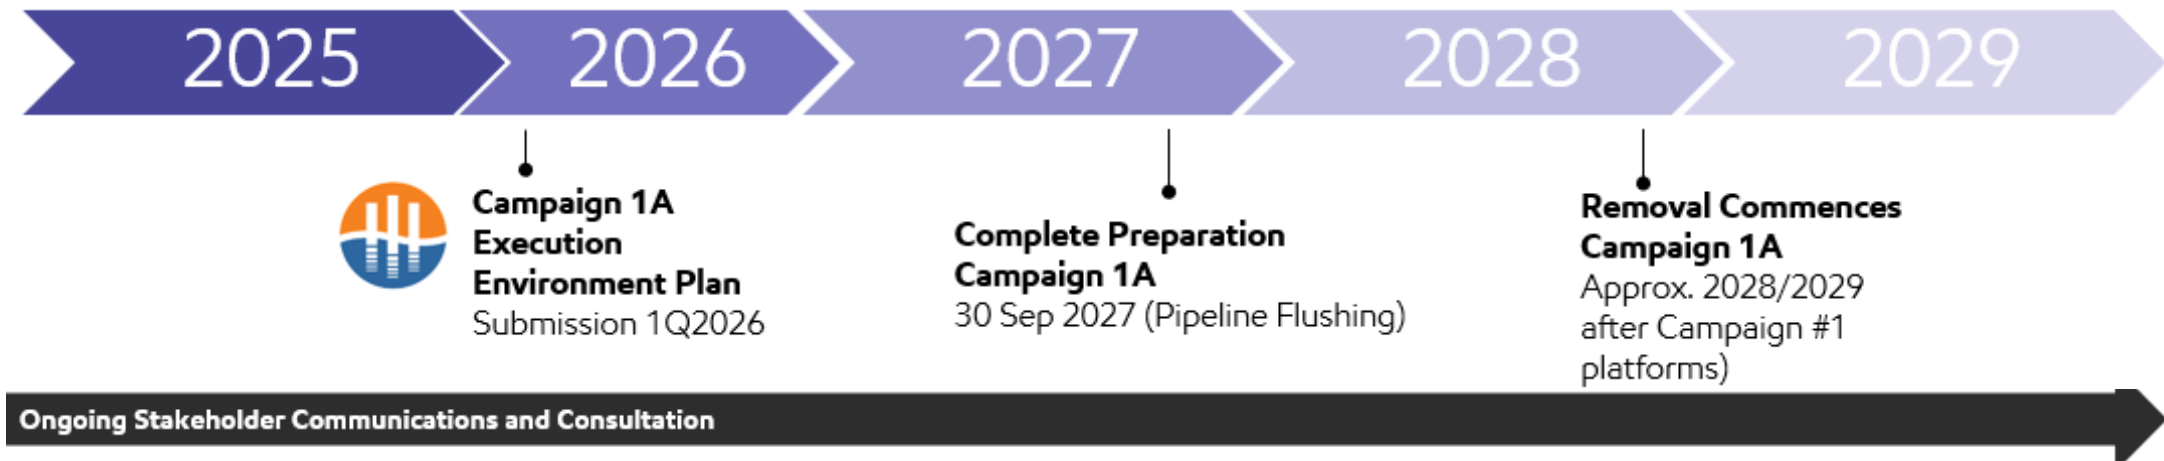 2025
2026
2027
2028
2029
Campaign 1A
Execution
Environment Plan
Submission 1Q2026
Complete Preparation
Campaign 1A
30 Sep 2027 (Pipeline Flushing)
Removal Commences
Campaign 1A
Approx. 2028/2029
after Campaign #1
platforms)
Ongoing Stakeholder Communications and Consultation